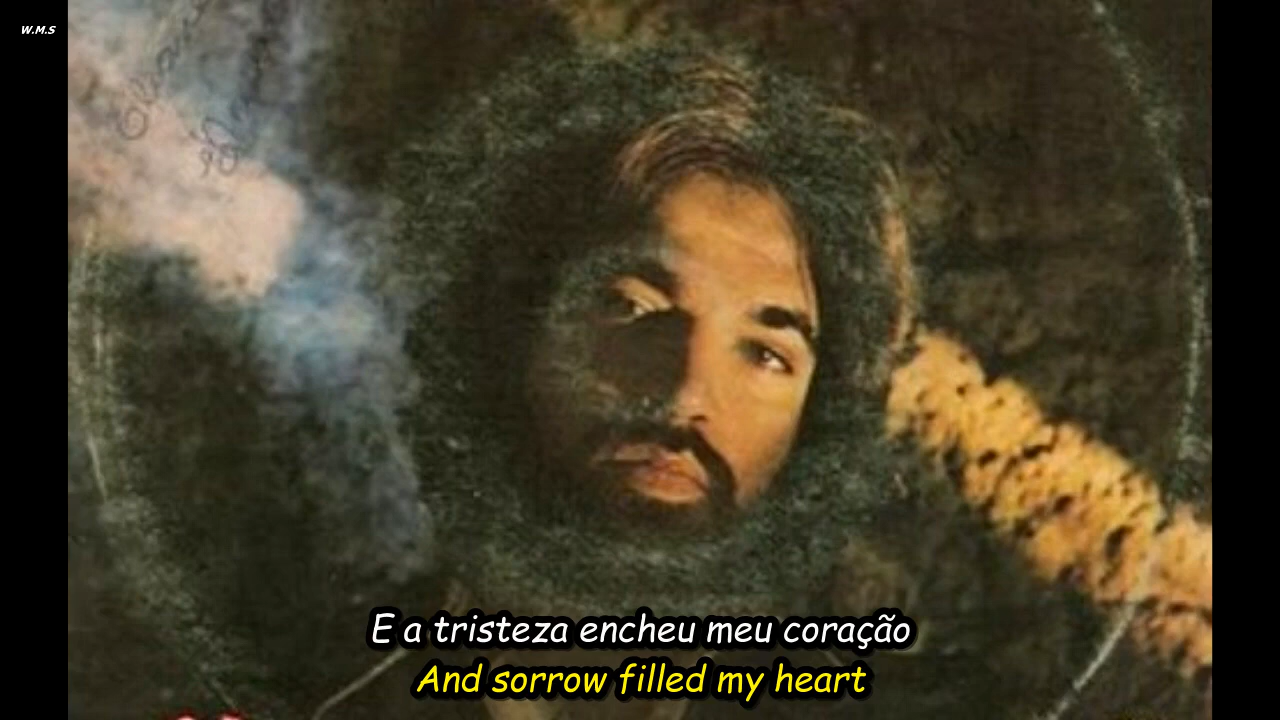 W.M.S
E a tristeza encheu meu coração
And sorrow filled my heart